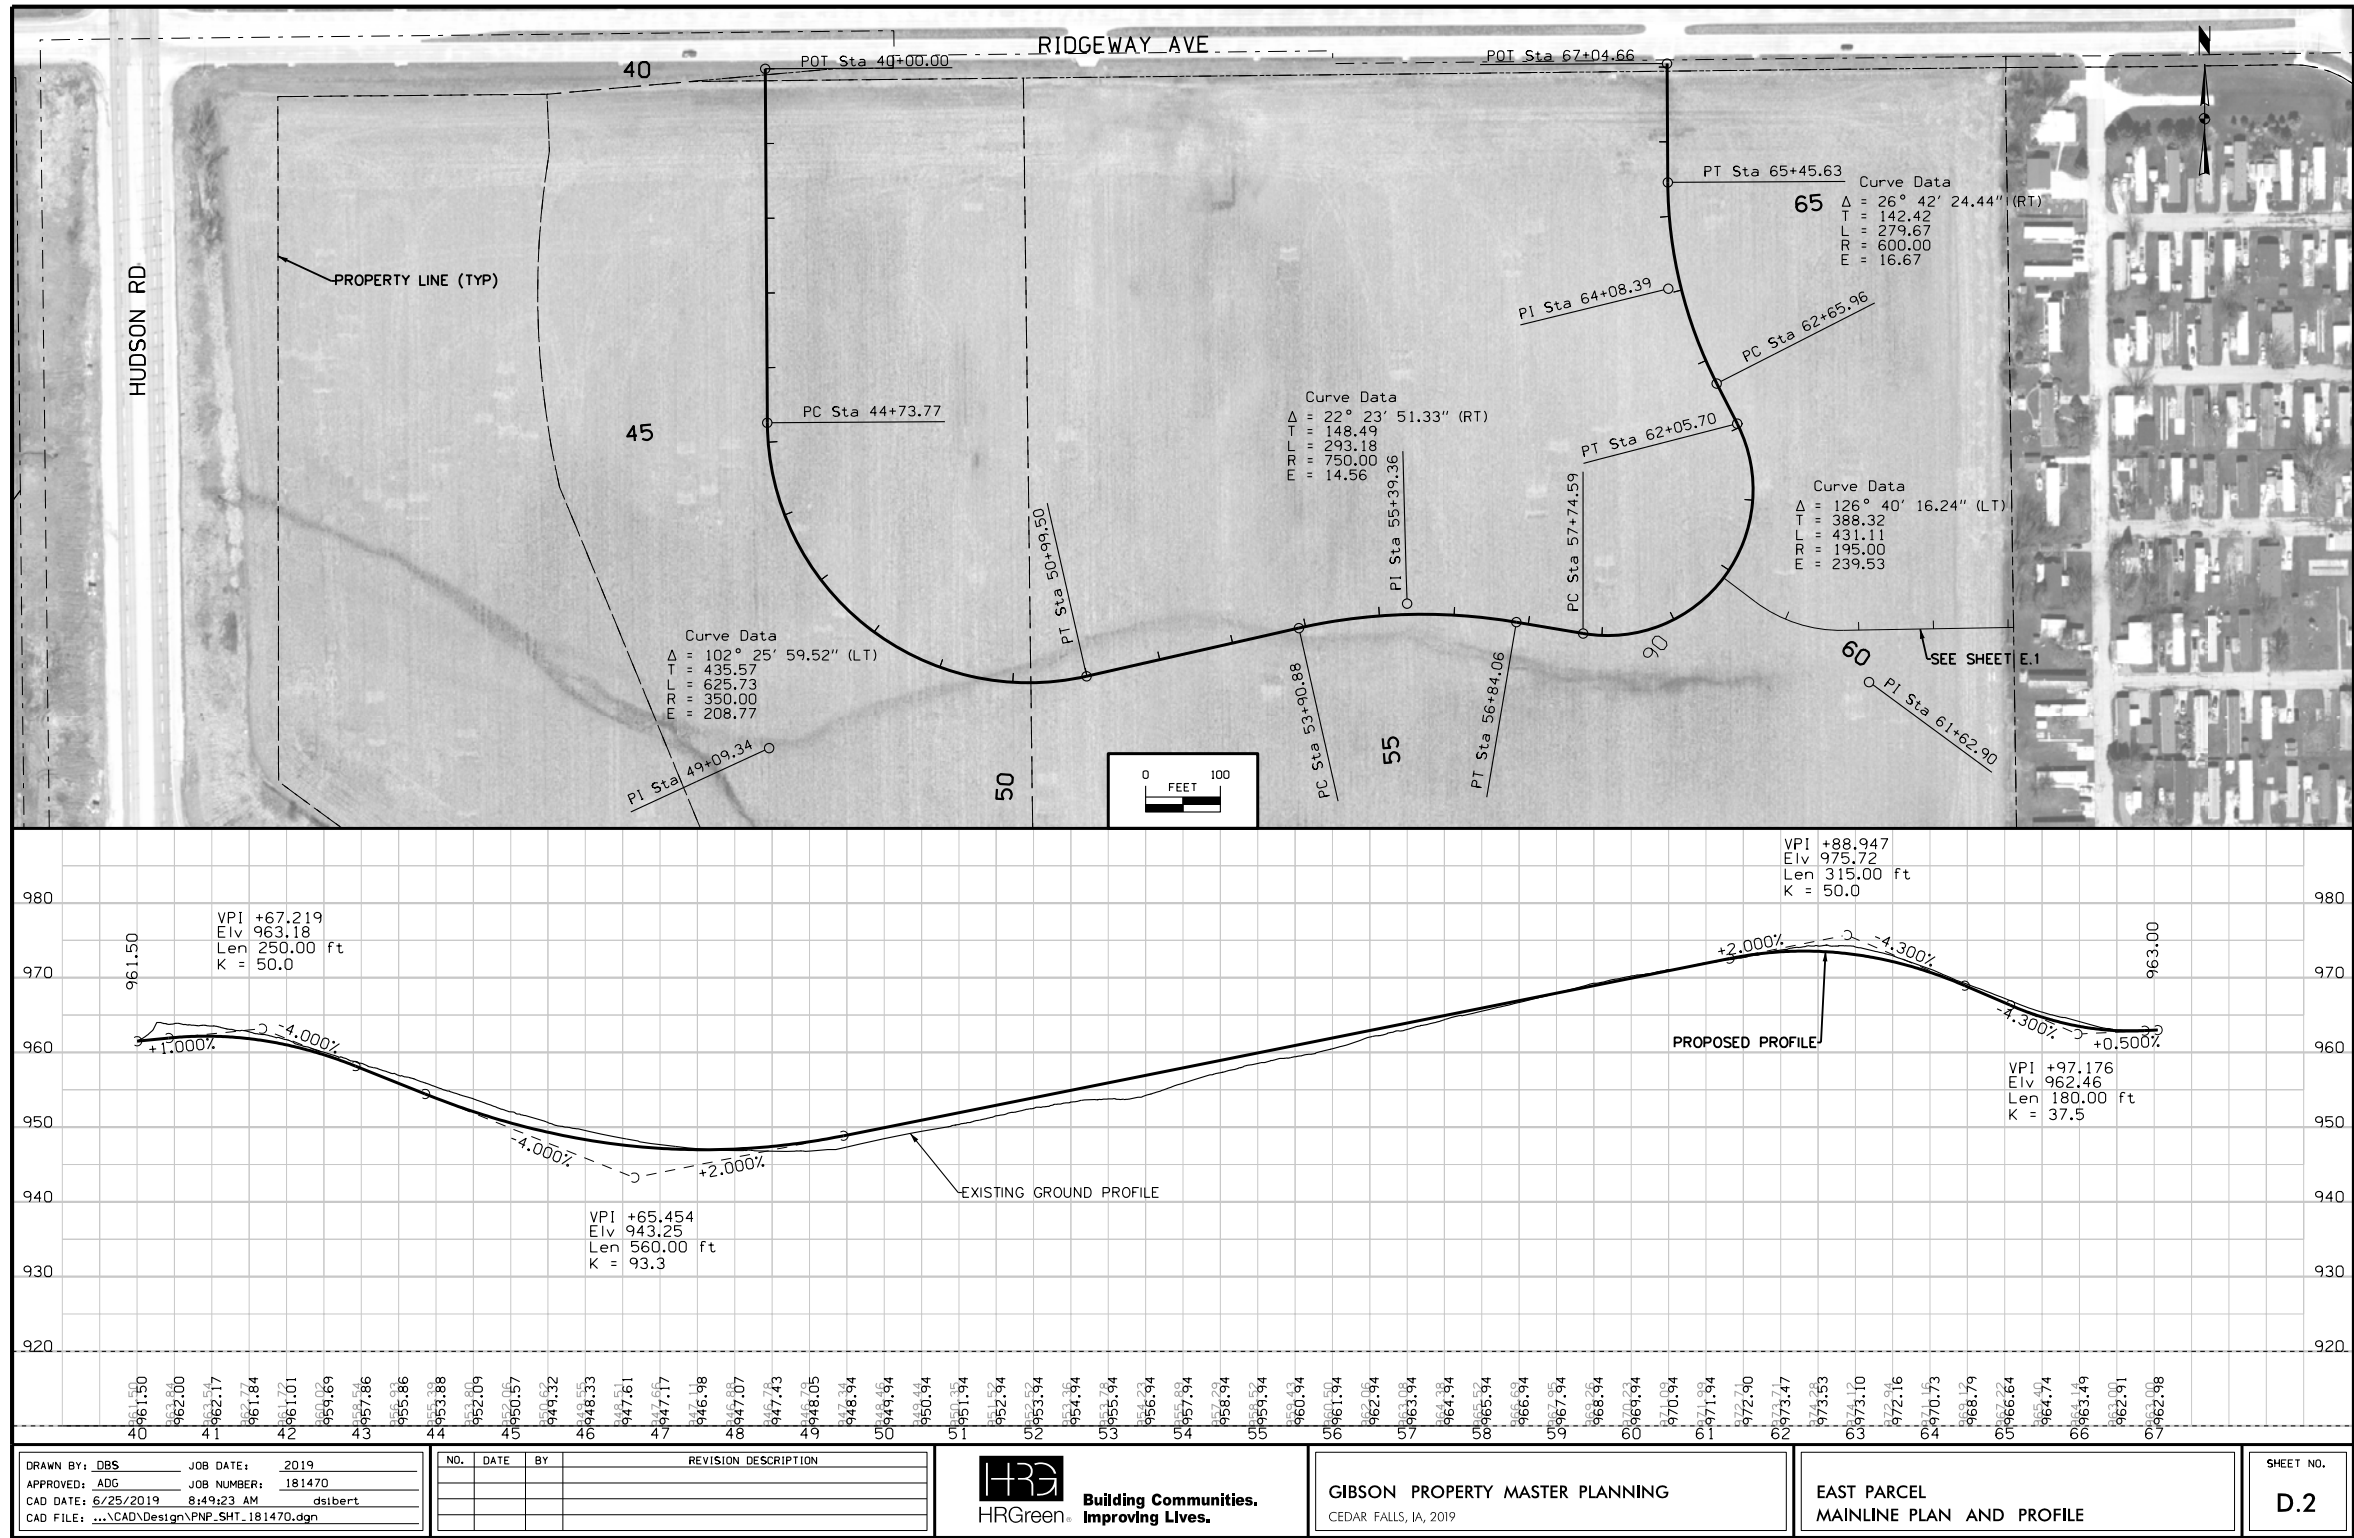 RIDGEWAY AVE
40
POT Sta 40+00.00
POT Sta 67+04.66
N
PT Sta 65+45.63
65
Curve Data
Δ = 26° 42' 24.44" (RT)
T = 142.42
L = 279.67
R = 600.00
E = 16.67
HUDSON RD
PROPERTY LINE (TYP)
PI Sta 64+08.39
PC Sta 62+65.96
45
PC Sta 44+73.77
Curve Data
Δ = 22° 23' 51.33" (RT)
T = 148.49
L = 293.18
R = 750.00
E = 14.56
PI Sta 55+39.36
PT Sta 62+05.70
PC Sta 57+74.59
Curve Data
Δ = 126° 40' 16.24" (LT)
T = 388.32
L = 431.11
R = 195.00
E = 239.53
PT Sta 50+99.50
Curve Data
Δ = 102° 25' 59.52" (LT)
T = 435.57
L = 625.73
R = 350.00
E = 208.77
PI Sta 49+09.34
50
PC Sta 53+90.88
55
PT Sta 56+84.06
90
60
SEE SHEET E.1
PI Sta 61+62.90
0 100
FEET
VPI +88.947
Elv 975.72
Len 315.00 ft
K = 50.0
980
980
VPI +67.219
Elv 963.18
Len 250.00 ft
K = 50.0
961.50
963.00
+2.000%
-4.300%
970
970
+1.000%
-4.000%
960
960
PROPOSED PROFILE
-4.300%
+0.500%
VPI +97.176
Elv 962.46
Len 180.00 ft
K = 37.5
950
950
-4.000%
+2.000%
EXISTING GROUND PROFILE
940
940
VPI +65.454
Elv 943.25
Len 560.00 ft
K = 93.3
930
930
920
920
961.50 962.00 962.17 961.84 961.01 959.69 957.86 955.86 953.88 952.09 950.57 949.32 948.33 947.61 947.17 946.98 947.07 947.43 948.05 948.94 949.94 950.94 951.94 952.94 953.94 954.94 955.94 956.94 957.94 958.94 959.94 960.94 961.94 962.94 963.94 964.94 965.94 966.94 967.94 968.94 969.94 970.94 971.94 972.90 973.47 973.53 973.10 972.16 970.73 968.79 966.64 964.74 963.49 962.91 962.98
40 41 42 43 44 45 46 47 48 49 50 51 52 53 54 55 56 57 58 59 60 61 62 63 64 65 66 67
DRAWN BY: DBS JOB DATE: 2019
APPROVED: ADG JOB NUMBER: 181470
CAD DATE: 6/25/2019 8:49:23 AM dsibert
CAD FILE: ...\CAD\Design\PNP_SHT_181470.dgn
NO. DATE BY REVISION DESCRIPTION
HRG
HRGreen®
Building Communities.
Improving Lives.
GIBSON PROPERTY MASTER PLANNING
CEDAR FALLS, IA, 2019
EAST PARCEL
MAINLINE PLAN AND PROFILE
SHEET NO.
D.2